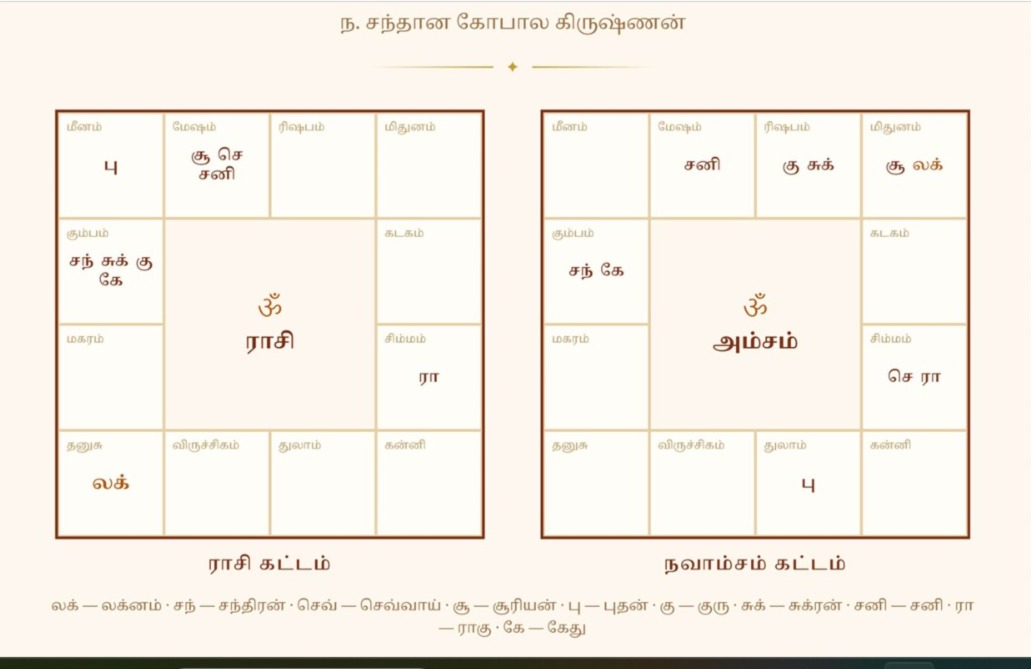 ந. சந்தான கோபால கிருஷ்ணன்
மீனம்
பு
மேஷம்
சூ செ
சனி
ரிஷபம்
மிதுனம்
கும்பம்
சந் சுக் கு
கே
கடகம்
ॐ
ராசி
மகரம்
சிம்மம்
ரா
தனுசு
லக்
விருச்சிகம்
துலாம்
கன்னி
ராசி கட்டம்
மீனம்
மேஷம்
சனி
ரிஷபம்
கு சுக்
மிதுனம்
சூ லக்
கும்பம்
சந் கே
கடகம்
ॐ
அம்சம்
மகரம்
சிம்மம்
செ ரா
தனுசு
விருச்சிகம்
துலாம்
பு
கன்னி
நவாம்சம் கட்டம்
லக் — லக்னம் · சந் — சந்திரன் · செவ் — செவ்வாய் · சூ — சூரியன் · பு — புதன் · கு — குரு · சுக் — சுக்ரன் · சனி — சனி · ரா
— ராகு · கே — கேது